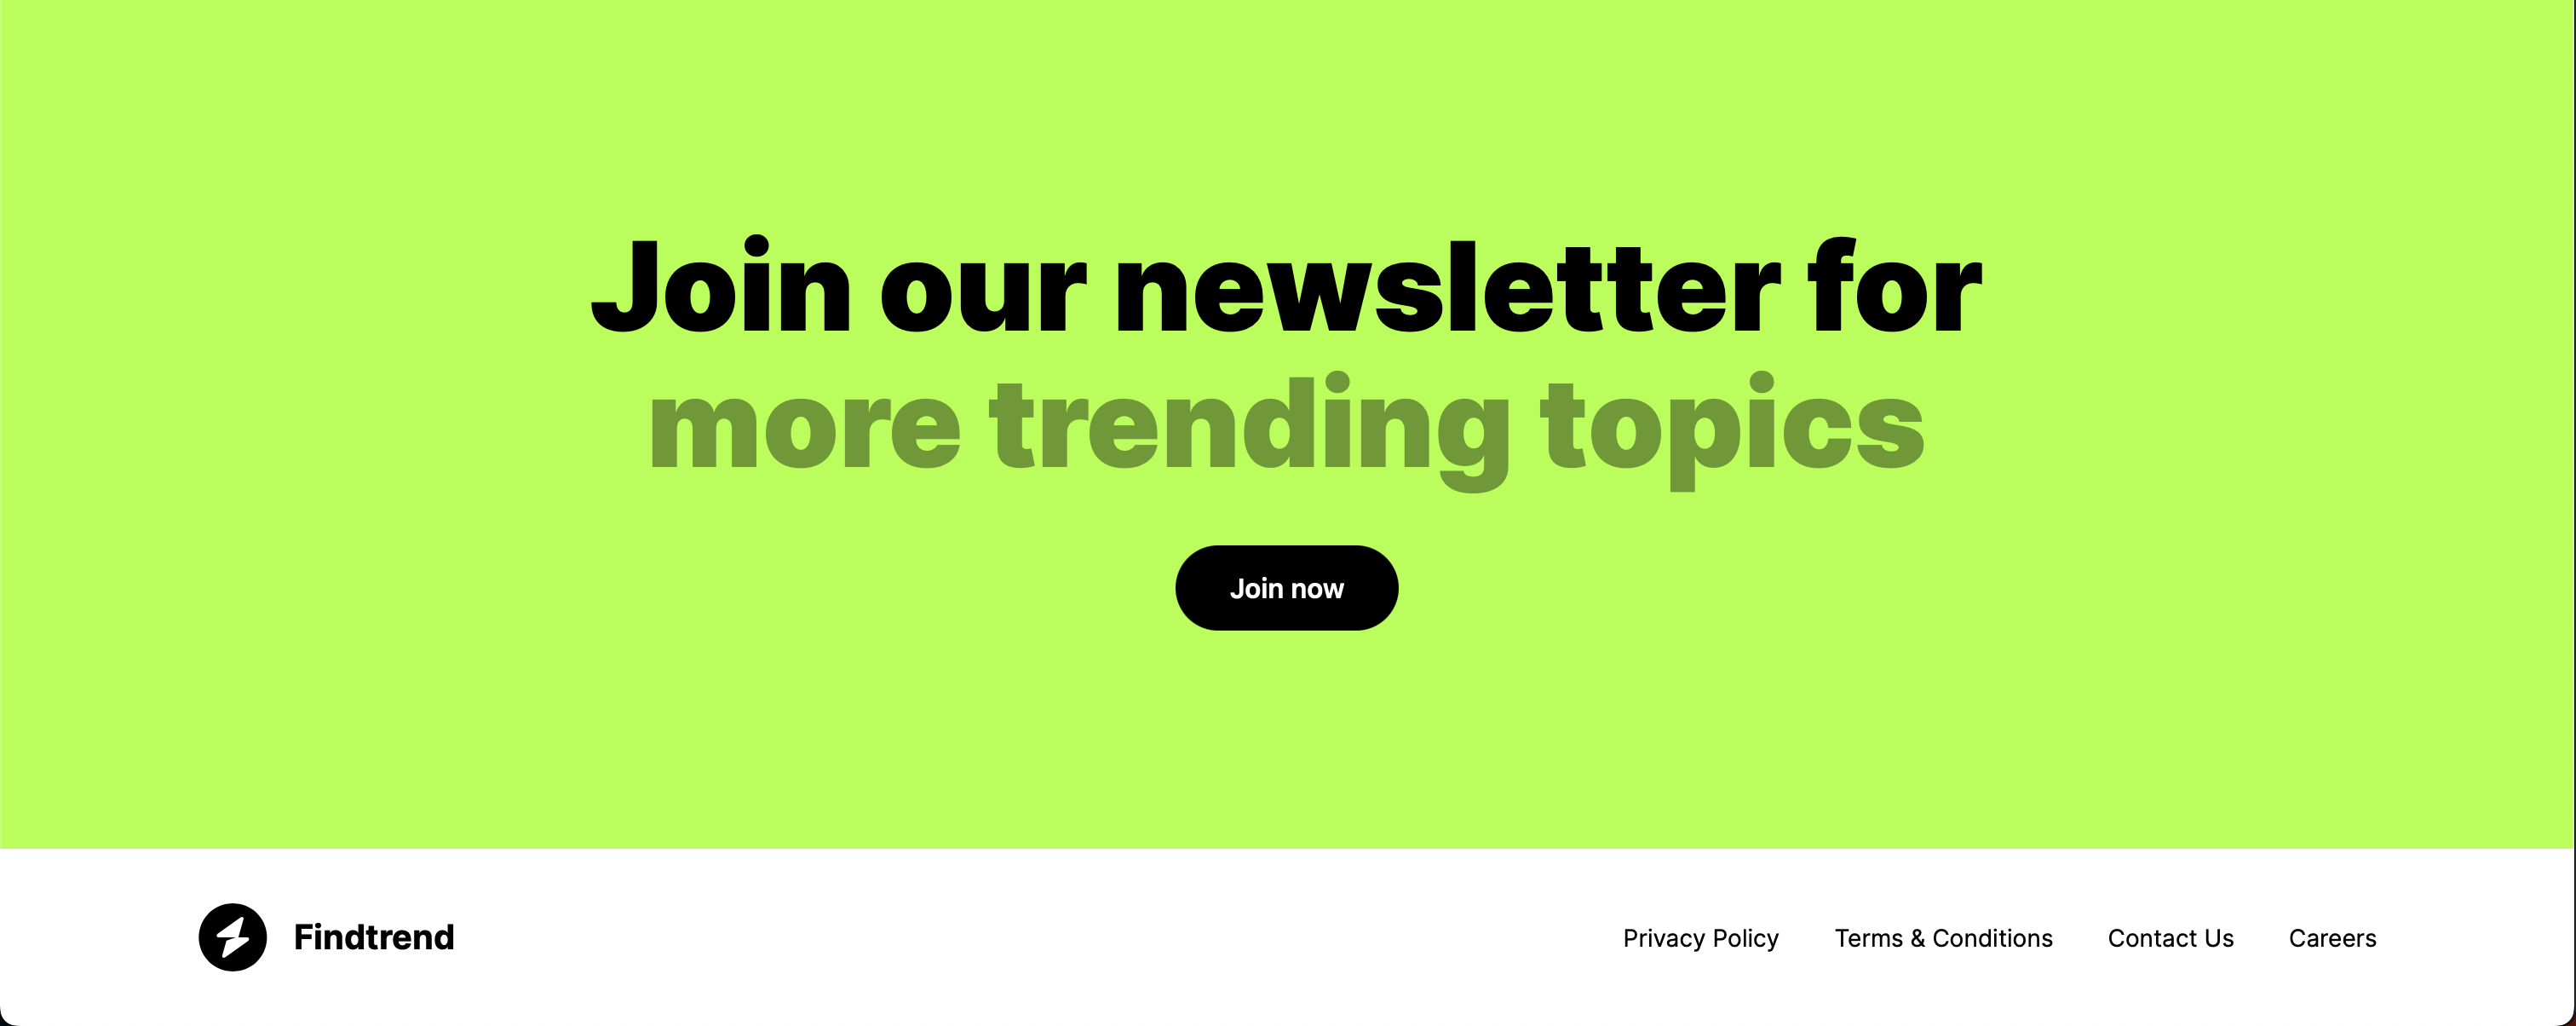 Join our newsletter for
more trending topics
Join now
Findtrend
Privacy Policy
Terms & Conditions
Contact Us
Careers